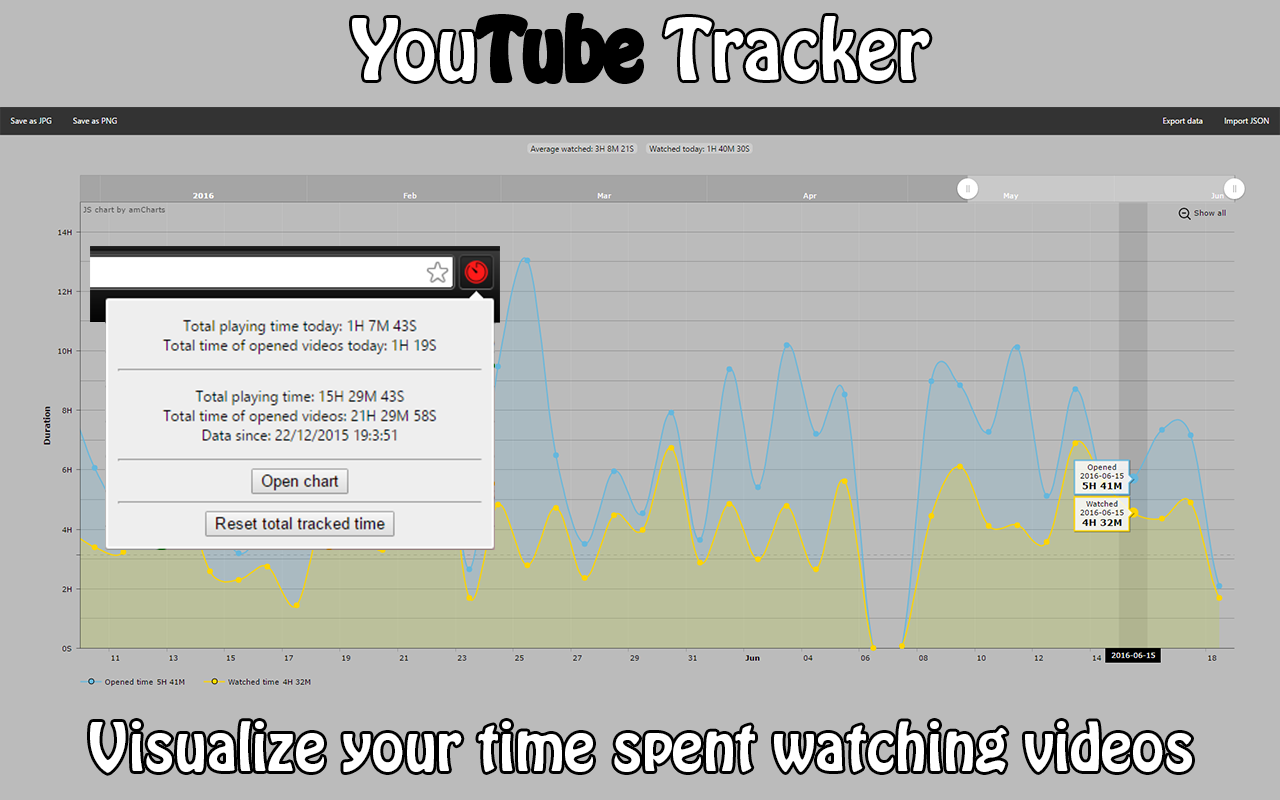 YouTube Tracker
Save as JPG
Save as PNG
Export data
Import JSON
Average watched: 3H 8M 21S
Watched today: 1H 40M 30S
2016
Feb
Mar
Apr
May
Jun
JS chart by amCharts
Show all
14H
12H
10H
8H
6H
4H
2H
0S
Duration
Total playing time today: 1H 7M 43S
Total time of opened videos today: 1H 19S
Total playing time: 15H 29M 43S
Total time of opened videos: 21H 29M 58S
Data since: 22/12/2015 19:3:51
Open chart
Reset total tracked time
Opened
2016-06-15
5H 41M
Watched
2016-06-15
4H 32M
11
13
15
17
19
21
23
25
27
29
31
Jun
04
06
08
10
12
14
2016-06-15
18
Opened time 5H 41M
Watched time 4H 32M
Visualize your time spent watching videos